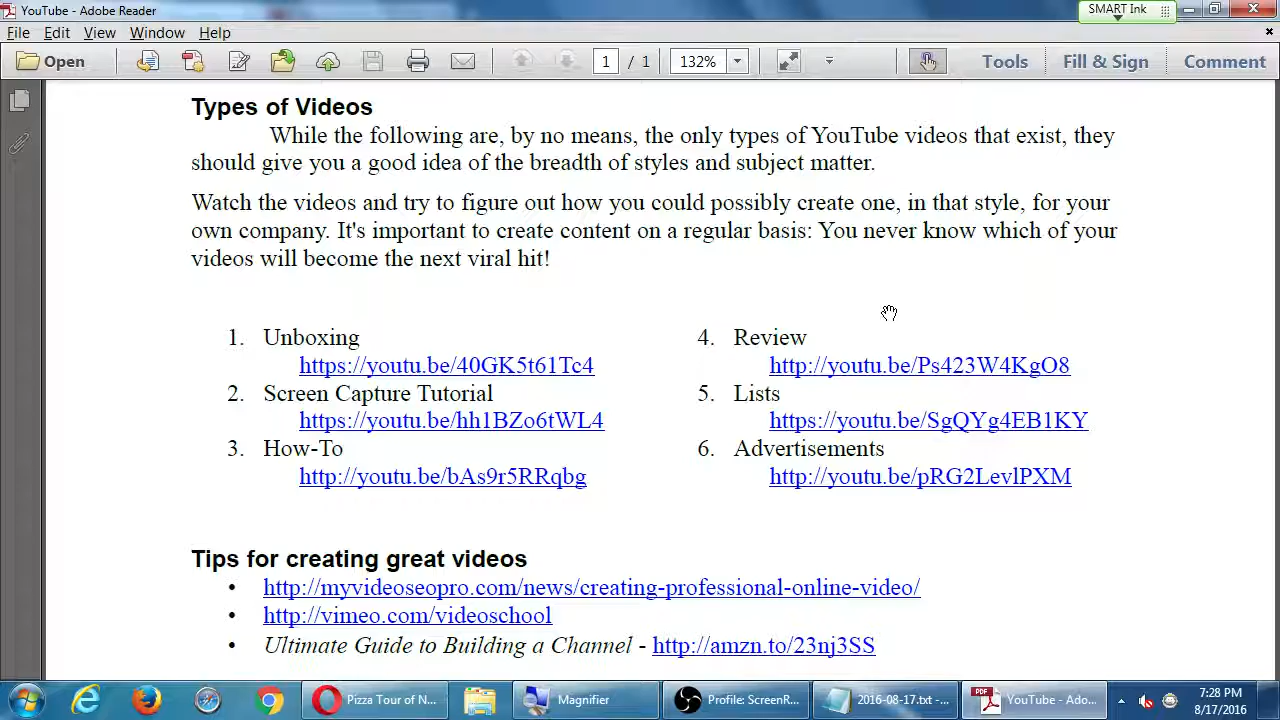 YouTube - Adobe Reader
SMART Ink
File Edit View Window Help
Open 1 / 1 132% Tools Fill & Sign Comment
Types of Videos
While the following are, by no means, the only types of YouTube videos that exist, they
should give you a good idea of the breadth of styles and subject matter.
Watch the videos and try to figure out how you could possibly create one, in that style, for your
own company. It's important to create content on a regular basis: You never know which of your
videos will become the next viral hit!
1. Unboxing
https://youtu.be/40GK5t61Tc4
2. Screen Capture Tutorial
https://youtu.be/hh1BZo6tWL4
3. How-To
http://youtu.be/bAs9r5RRqbg
4. Review
http://youtu.be/Ps423W4KgO8
5. Lists
https://youtu.be/SgQYg4EB1KY
6. Advertisements
http://youtu.be/pRG2LevlPXM
Tips for creating great videos
• http://myvideoseopro.com/news/creating-professional-online-video/
• http://vimeo.com/videoschool
• Ultimate Guide to Building a Channel - http://amzn.to/23nj3SS
Pizza Tour of N... Magnifier Profile: ScreenR... 2016-08-17.txt -... PDF YouTube - Ado... 7:28 PM
8/17/2016